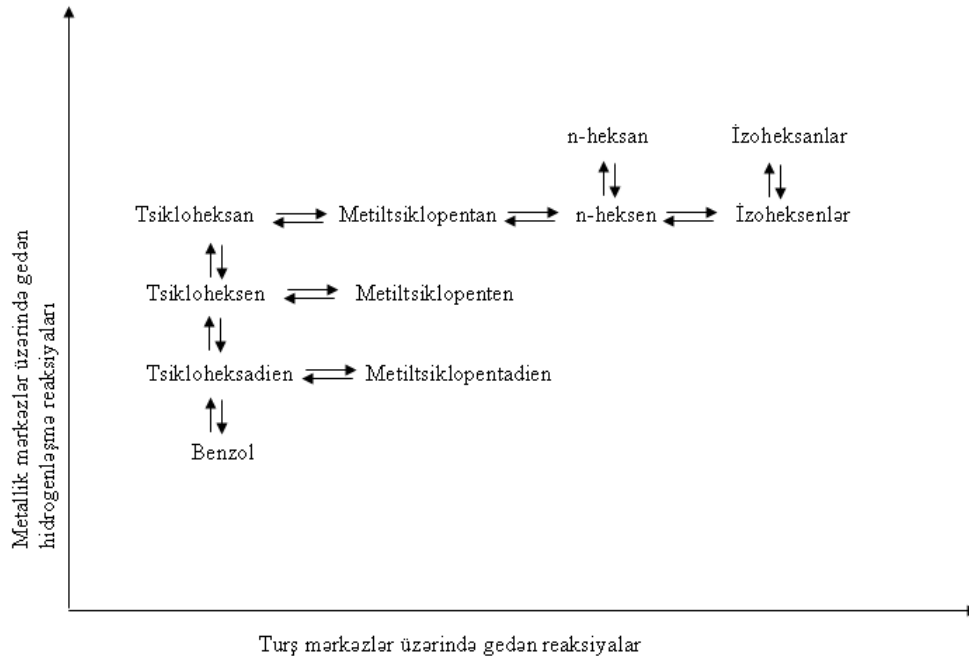 n-heksan İzoheksanlar
Tsikloheksan Metiltsiklopentan n-heksen İzoheksenlər
Tsikloheksen Metiltsiklopenten
Tsikloheksadien Metiltsiklopentadien
Benzol
Metallik mərkəzlər üzərində gedən
hidrogenləşmə reaksiyaları
Turş mərkəzlər üzərində gedən reaksiyalar